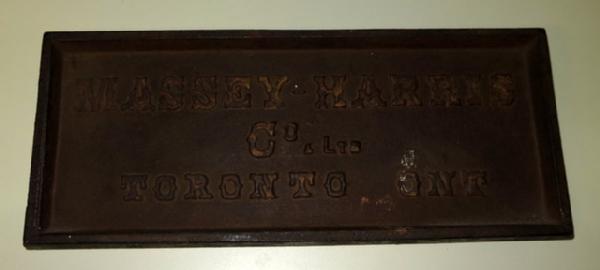 MASSEY-HARRIS
Co & LTD
TORONTO ONT